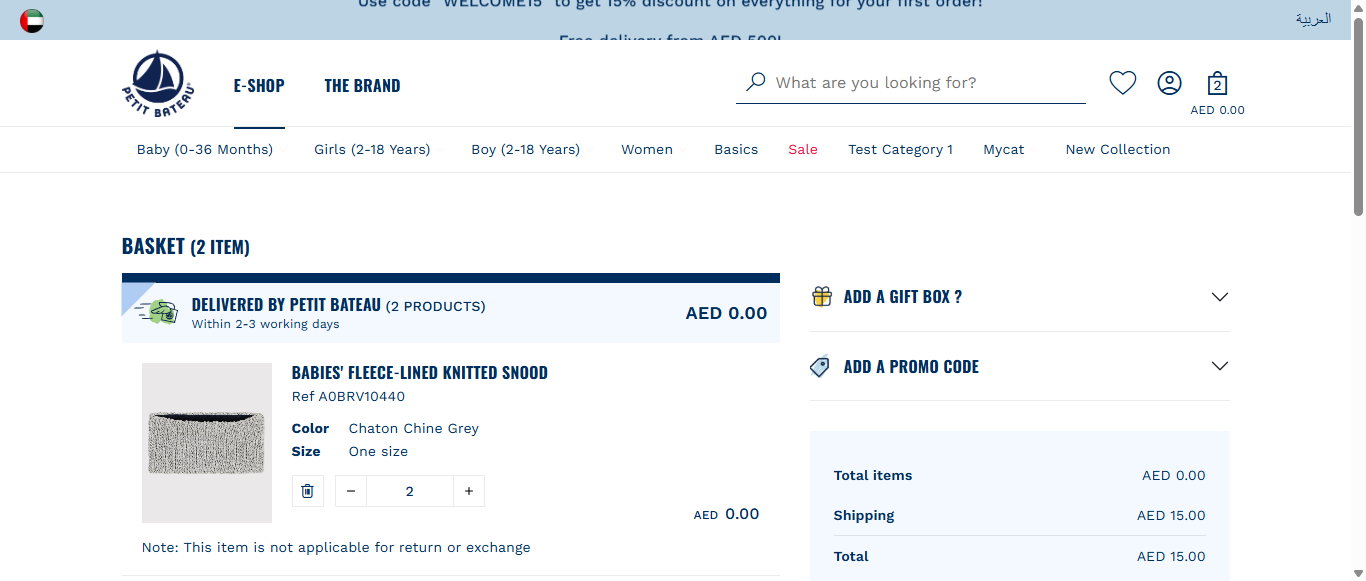 Use code "WELCOME15" to get 15% discount on everything for your first order!
Free delivery from AED 500!
العربية
PETIT BATEAU
E-SHOP
THE BRAND
What are you looking for?
2
AED 0.00
Baby (0-36 Months)
Girls (2-18 Years)
Boy (2-18 Years)
Women
Basics
Sale
Test Category 1
Mycat
New Collection
BASKET (2 ITEM)
DELIVERED BY PETIT BATEAU (2 PRODUCTS)
Within 2-3 working days
AED 0.00
BABIES' FLEECE-LINED KNITTED SNOOD
Ref A0BRV10440
Color Chaton Chine Grey
Size One size
− 2 +
AED 0.00
Note: This item is not applicable for return or exchange
ADD A GIFT BOX ?
ADD A PROMO CODE
Total items AED 0.00
Shipping AED 15.00
Total AED 15.00